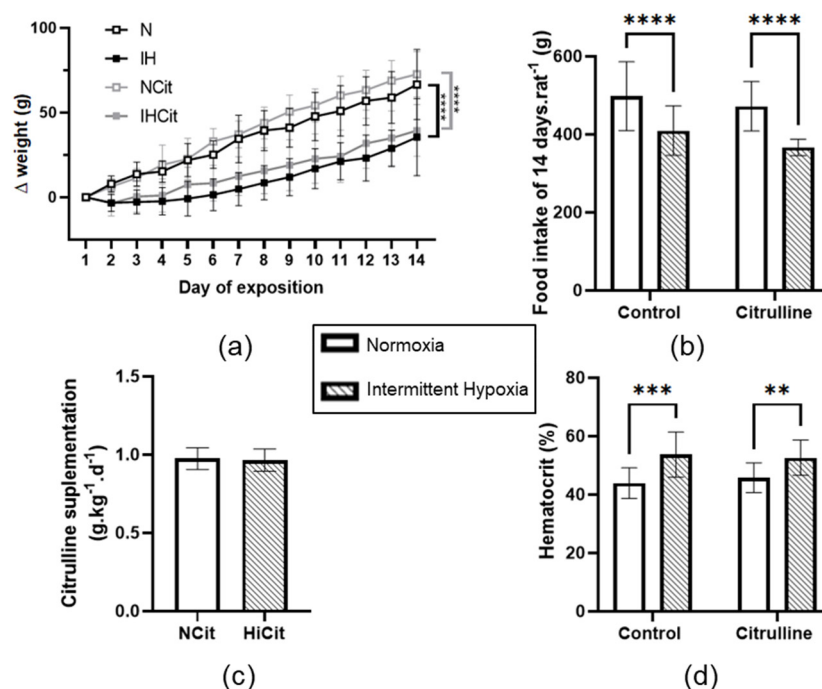 100
50
0
Δ weight (g)
N
IH
NCit
IHCit
****
****
1 2 3 4 5 6 7 8 9 10 11 12 13 14
Day of exposition
(a)
****
****
600
400
200
0
Food intake of 14 days.rat⁻¹ (g)
Control
Citrulline
(b)
Normoxia
Intermittent Hypoxia
1.5
1.0
0.5
0.0
Citrulline suplementation
(g.kg⁻¹.d⁻¹)
NCit
HiCit
(c)
80
60
40
20
0
Hematocrit (%)
***
**
Control
Citrulline
(d)